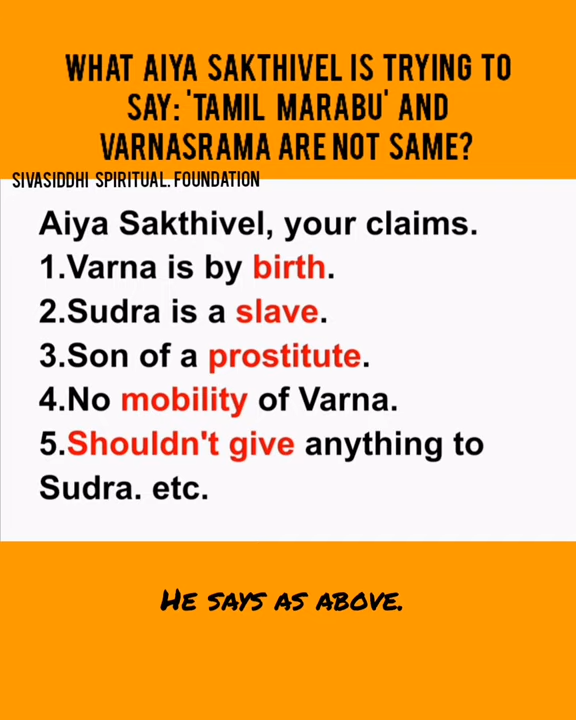 WHAT AIYA SAKTHIVEL IS TRYING TO
SAY: 'TAMIL MARABU' AND
VARNASRAMA ARE NOT SAME?
SIVASIDDHI SPIRITUAL. FOUNDATION
Aiya Sakthivel, your claims.
1.Varna is by birth.
2.Sudra is a slave.
3.Son of a prostitute.
4.No mobility of Varna.
5.Shouldn't give anything to
Sudra. etc.
HE SAYS AS ABOVE.